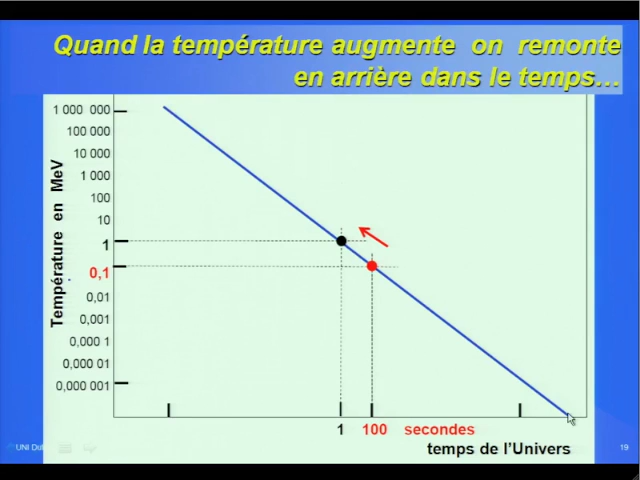 Quand la température augmente on remonte
en arrière dans le temps...
Température en MeV
1 000 000
100 000
10 000
1 000
100
10
1
0,1
0,01
0,001
0,000 1
0,000 01
0,000 001
1 100 secondes
temps de l'Univers
19